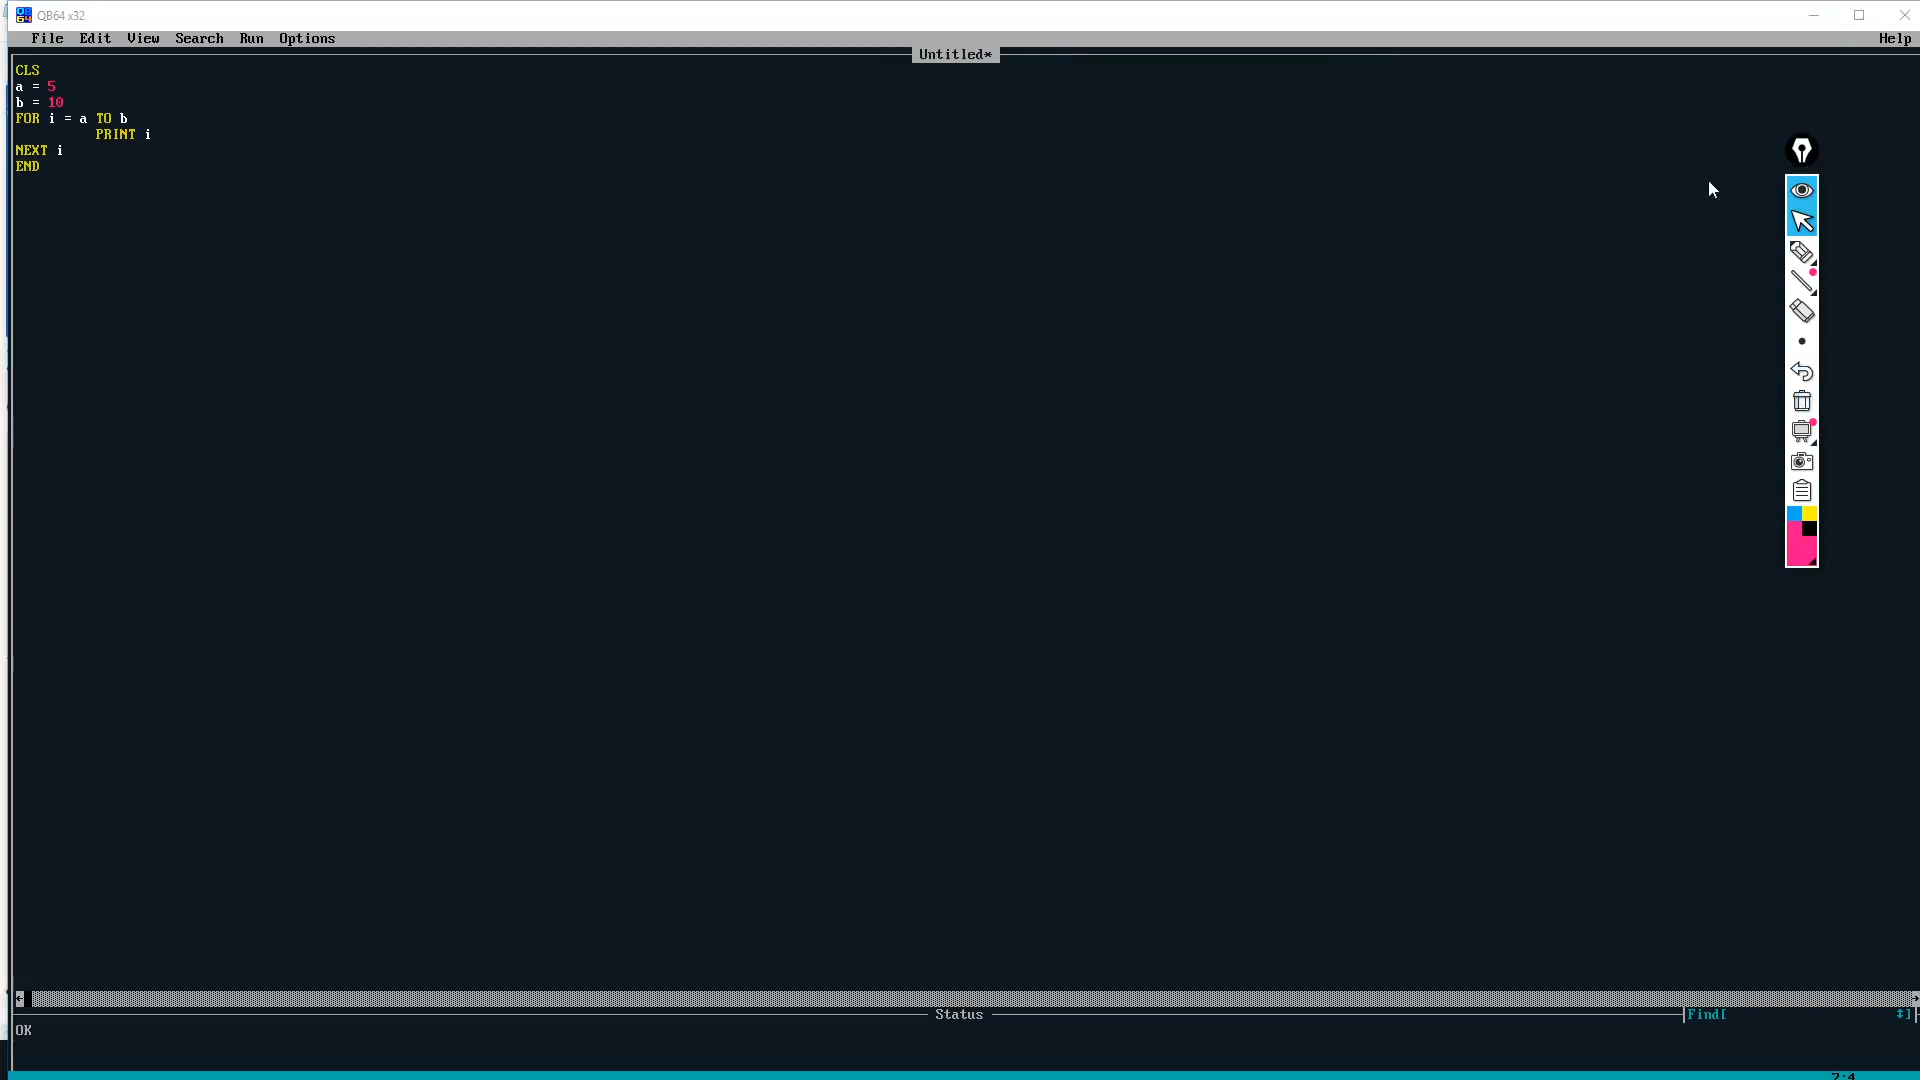 QB64 x32
File Edit View Search Run Options Help
Untitled*
CLS
a = 5
b = 10
FOR i = a TO b
PRINT i
NEXT i
END
Status
Find[ ]
OK